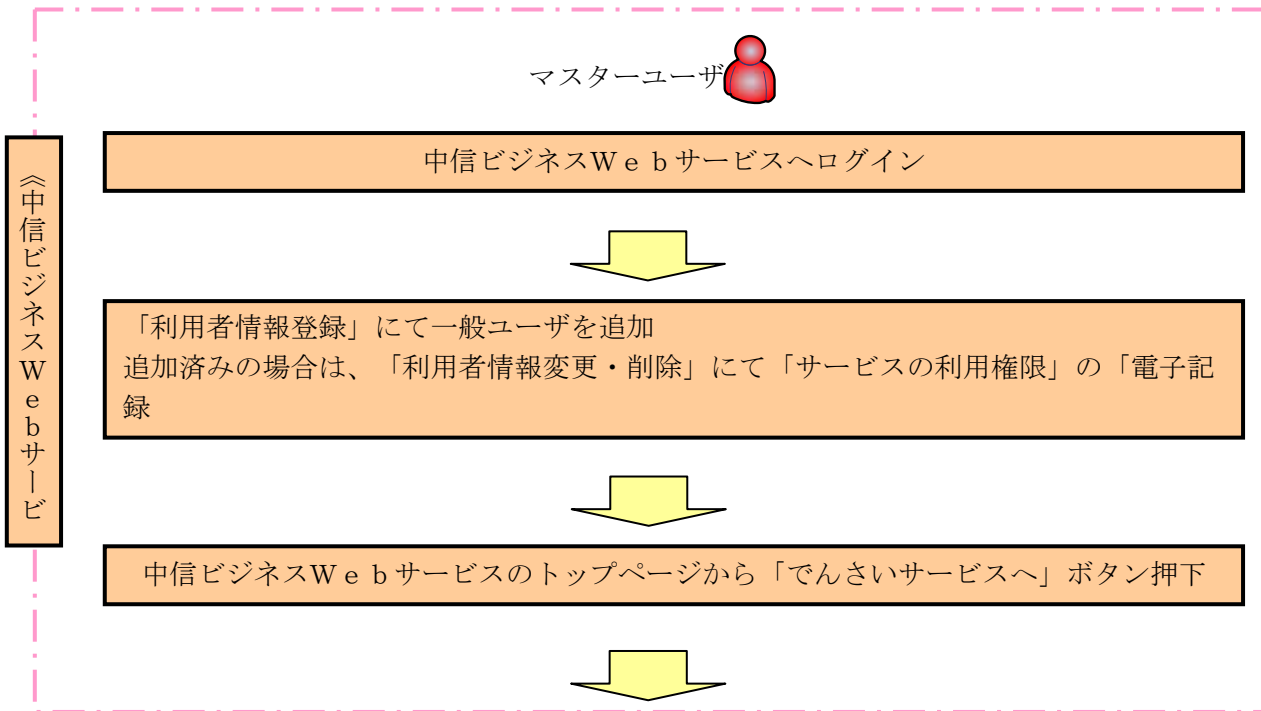 マスターユーザ
中信ビジネスＷｅｂサービスへログイン
《中信ビジネスＷｅｂサービ
「利用者情報登録」にて一般ユーザを追加
追加済みの場合は、「利用者情報変更・削除」にて「サービスの利用権限」の「電子記
録
中信ビジネスＷｅｂサービスのトップページから「でんさいサービスへ」ボタン押下